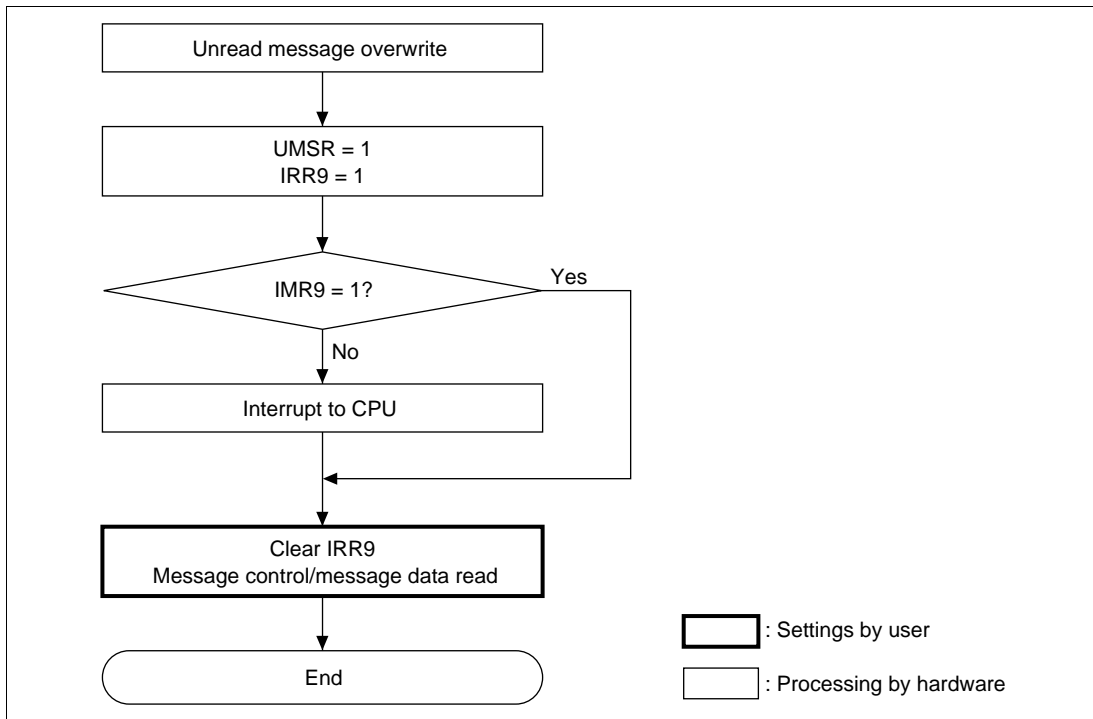 Unread message overwrite
UMSR = 1
IRR9 = 1
IMR9 = 1?
Yes
No
Interrupt to CPU
Clear IRR9
Message control/message data read
End
: Settings by user
: Processing by hardware